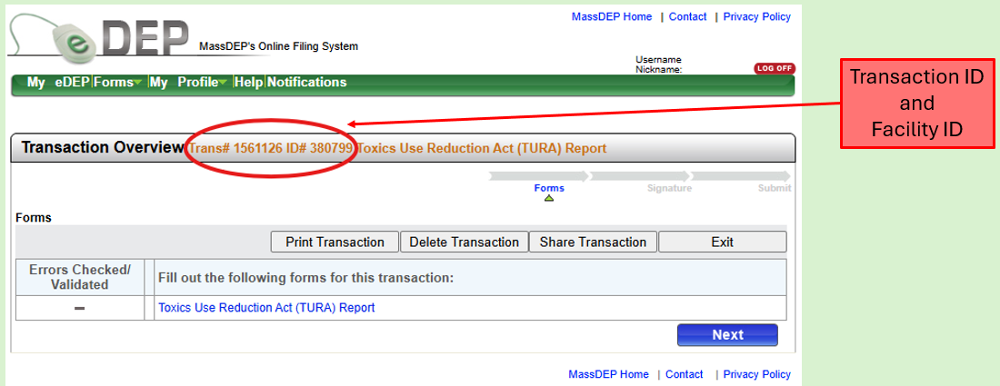 MassDEP Home | Contact | Privacy Policy
eDEP MassDEP's Online Filing System
Username
Nickname:
LOG OFF
My eDEP|Forms|My Profile|Help|Notifications
Transaction ID
and
Facility ID
Transaction Overview Trans# 1561126 ID# 380799 Toxics Use Reduction Act (TURA) Report
Forms Signature Submit
Forms
Print Transaction Delete Transaction Share Transaction Exit
Errors Checked/
Validated
Fill out the following forms for this transaction:
Toxics Use Reduction Act (TURA) Report
Next
MassDEP Home | Contact | Privacy Policy